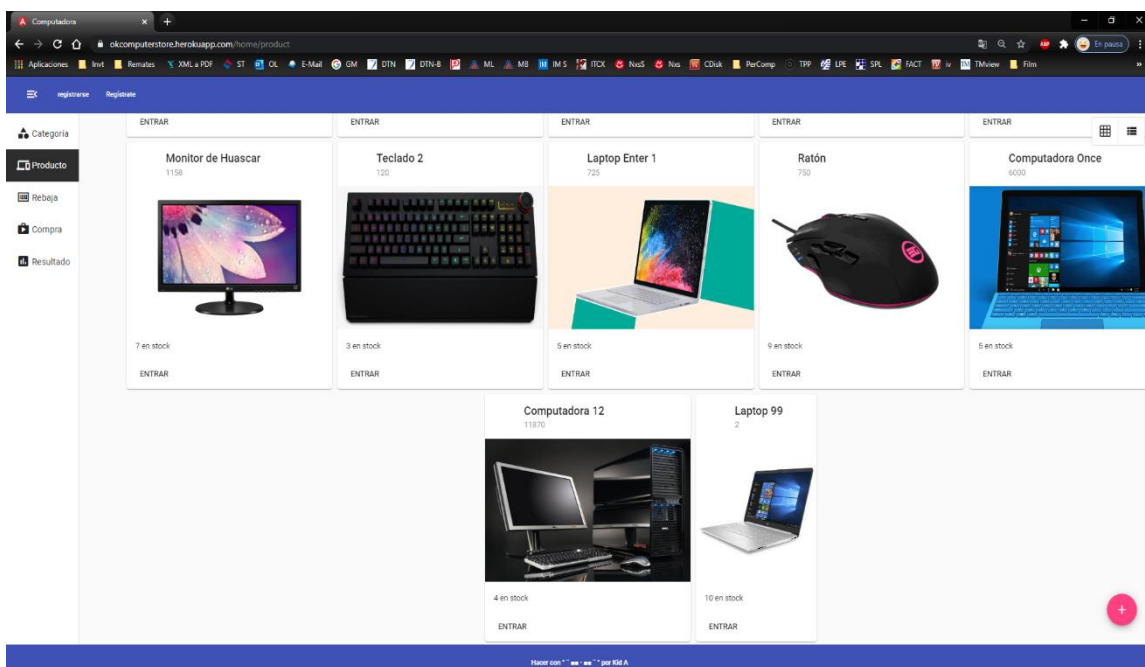 Computadora
okcomputerstore.herokuapp.com/home/product
En pausa
Aplicaciones Invt Remates XML a PDF ST OL E-Mail GM DTN DTN-B ML MB IM S ITCX NxsS Nxs CDisk PerComp TPP LPE SPL FACT iv TMview Film
registrarse Regístrate
Categoria
Producto
Rebaja
Compra
Resultado
ENTRAR ENTRAR ENTRAR ENTRAR ENTRAR
Monitor de Huascar Teclado 2 Laptop Enter 1 Ratón Computadora Once
1158 120 725 750 6000
7 en stock 3 en stock 5 en stock 9 en stock 5 en stock
ENTRAR ENTRAR ENTRAR ENTRAR ENTRAR
Computadora 12 Laptop 99
11870 2
4 en stock 10 en stock
ENTRAR ENTRAR
Hacer con por Kid A